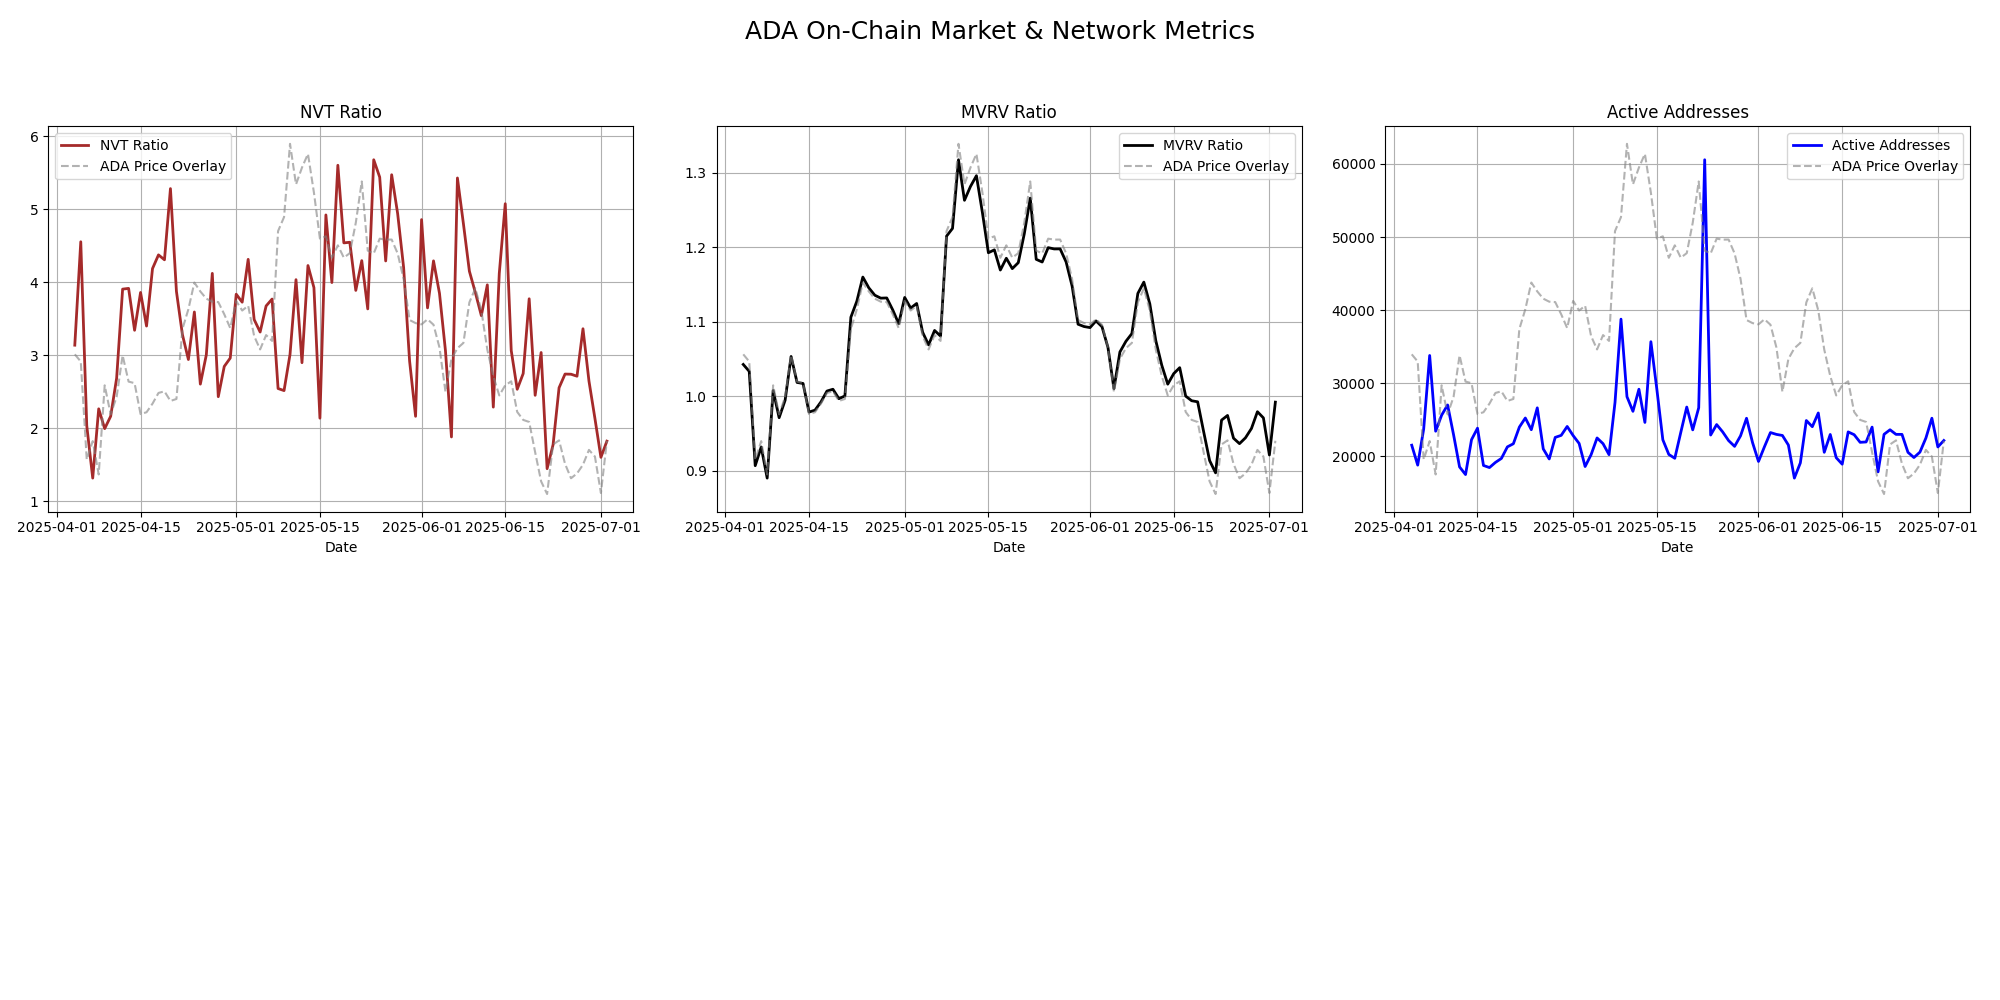 ADA On-Chain Market & Network Metrics
NVT Ratio
NVT Ratio
ADA Price Overlay
6
5
4
3
2
1
2025-04-01 2025-04-15 2025-05-01 2025-05-15 2025-06-01 2025-06-15 2025-07-01
Date
MVRV Ratio
MVRV Ratio
ADA Price Overlay
1.3
1.2
1.1
1.0
0.9
2025-04-01 2025-04-15 2025-05-01 2025-05-15 2025-06-01 2025-06-15 2025-07-01
Date
Active Addresses
Active Addresses
ADA Price Overlay
60000
50000
40000
30000
20000
2025-04-01 2025-04-15 2025-05-01 2025-05-15 2025-06-01 2025-06-15 2025-07-01
Date